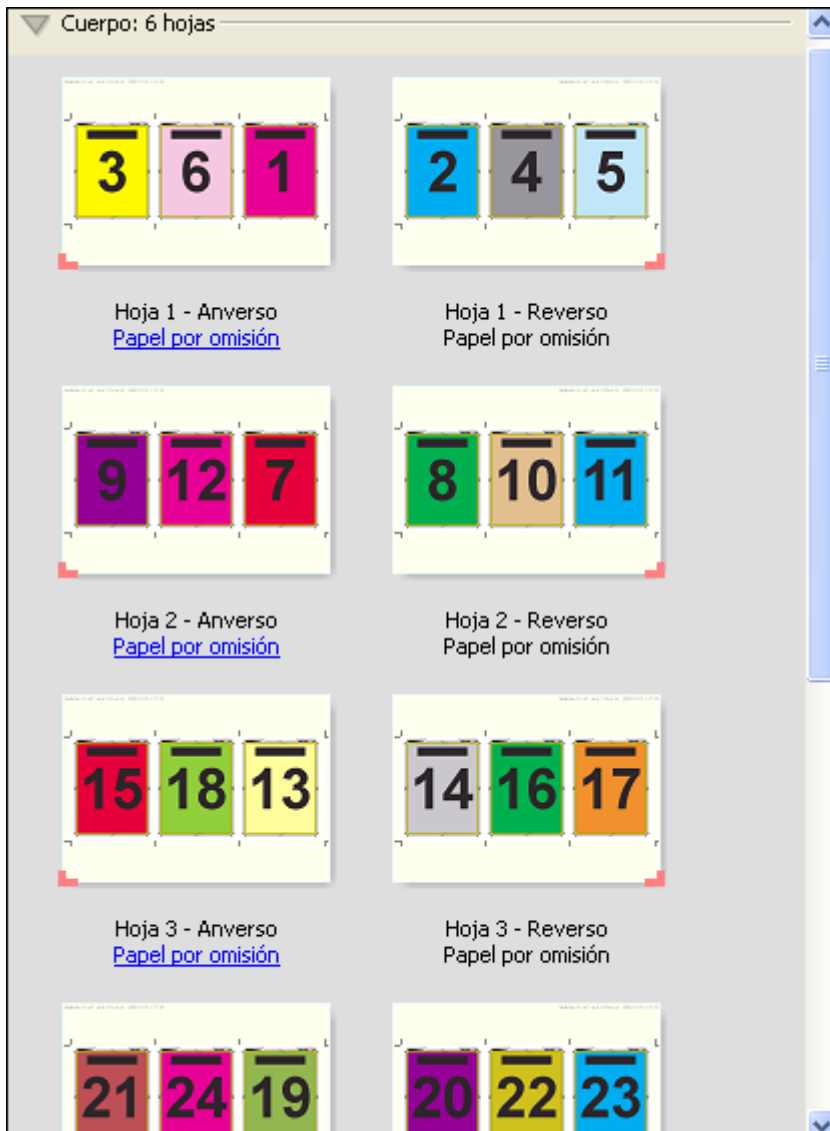 Cuerpo: 6 hojas
3 6 1
2 4 5
Hoja 1 - Anverso
Papel por omisión
Hoja 1 - Reverso
Papel por omisión
9 12 7
8 10 11
Hoja 2 - Anverso
Papel por omisión
Hoja 2 - Reverso
Papel por omisión
15 18 13
14 16 17
Hoja 3 - Anverso
Papel por omisión
Hoja 3 - Reverso
Papel por omisión
21 24 19
20 22 23